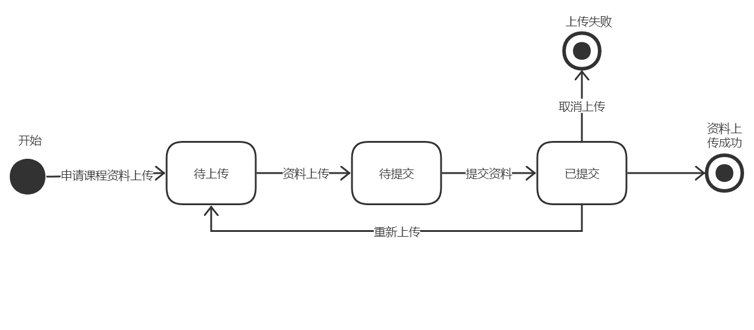 上传失败
取消上传
开始
资料上
传成功
申请课程资料上传
待上传
资料上传
待提交
提交资料
已提交
重新上传